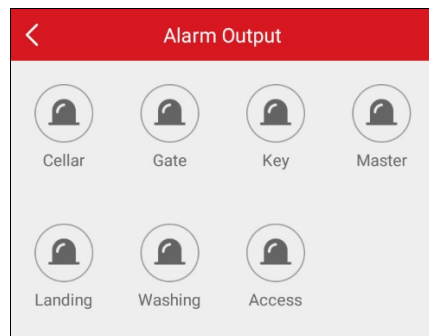 Alarm Output
Cellar Gate Key Master
Landing Washing Access